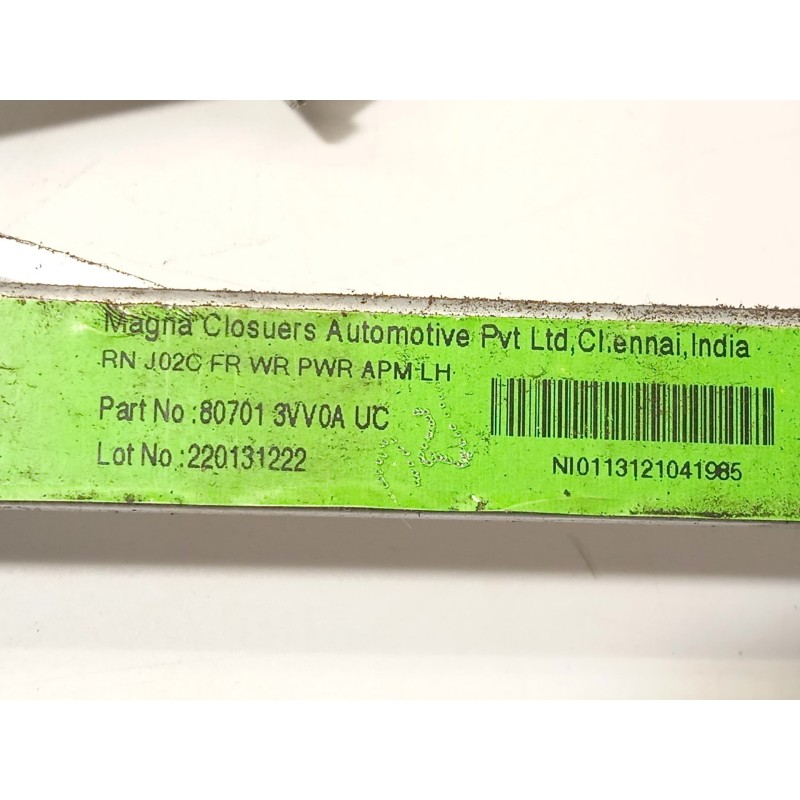 Magna Closuers Automotive Pvt Ltd,Chennai,India
RN J02C FR WR PWR APM LH
Part No :80701 3VV0A UC
Lot No :220131222
NI0113121041985